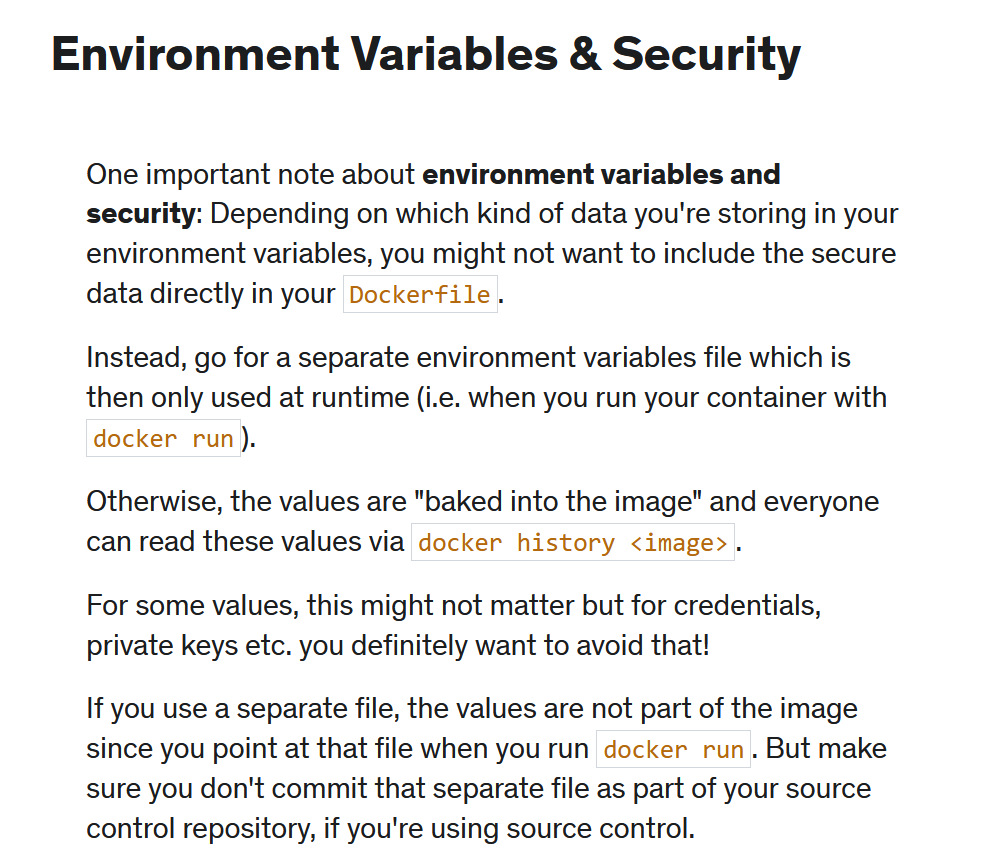 Environment Variables & Security
One important note about environment variables and
security: Depending on which kind of data you're storing in your
environment variables, you might not want to include the secure
data directly in your Dockerfile.
Instead, go for a separate environment variables file which is
then only used at runtime (i.e. when you run your container with
docker run).
Otherwise, the values are "baked into the image" and everyone
can read these values via docker history <image>.
For some values, this might not matter but for credentials,
private keys etc. you definitely want to avoid that!
If you use a separate file, the values are not part of the image
since you point at that file when you run docker run. But make
sure you don't commit that separate file as part of your source
control repository, if you're using source control.